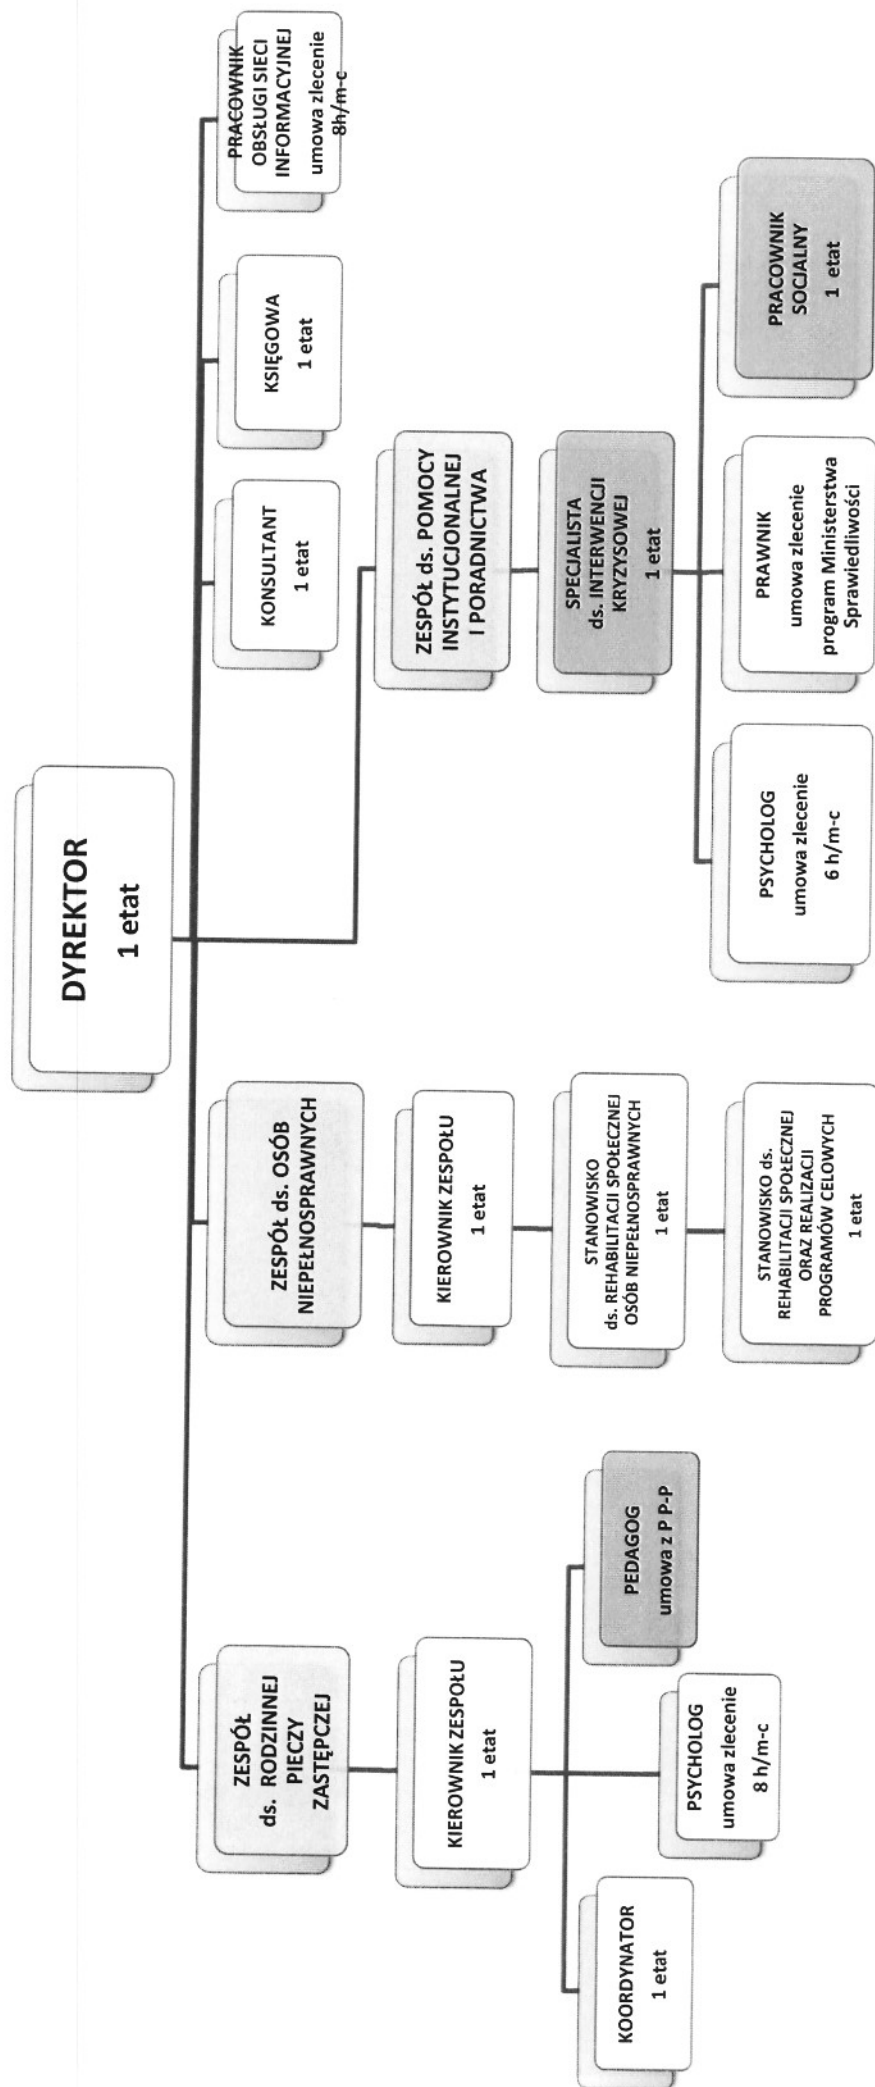 DYREKTOR
1 etat
ZESPÓŁ
ds. RODZINNEJ
PIECZY
ZASTĘPCZEJ
KIEROWNIK ZESPOŁU
1 etat
KOORDYNATOR
1 etat
PSYCHOLOG
umowa zlecenie
8 h/m-c
PEDAGOG
umowa z P P-P
ZESPÓŁ ds. OSÓB
NIEPEŁNOSPRAWNYCH
KIEROWNIK ZESPOŁU
1 etat
STANOWISKO
ds. REHABILITACJI SPOŁECZNEJ
OSÓB NIEPEŁNOSPRAWNYCH
1 etat
STANOWISKO ds.
REHABILITACJI SPOŁECZNEJ
ORAZ REALIZACJI
PROGRAMÓW CELOWYCH
1 etat
ZESPÓŁ ds. POMOCY
INSTYTUCJONALNEJ
I PORADNICTWA
SPECJALISTA
ds. INTERWENCJI
KRYZYSOWEJ
1 etat
PSYCHOLOG
umowa zlecenie
6 h/m-c
PRAWNIK
umowa zlecenie
program Ministerstwa
Sprawiedliwości
PRACOWNIK
SOCJALNY
1 etat
KONSULTANT
1 etat
KSIĘGOWA
1 etat
PRACOWNIK
OBSŁUGI SIECI
INFORMACYJNEJ
umowa zlecenie
8h/m-c